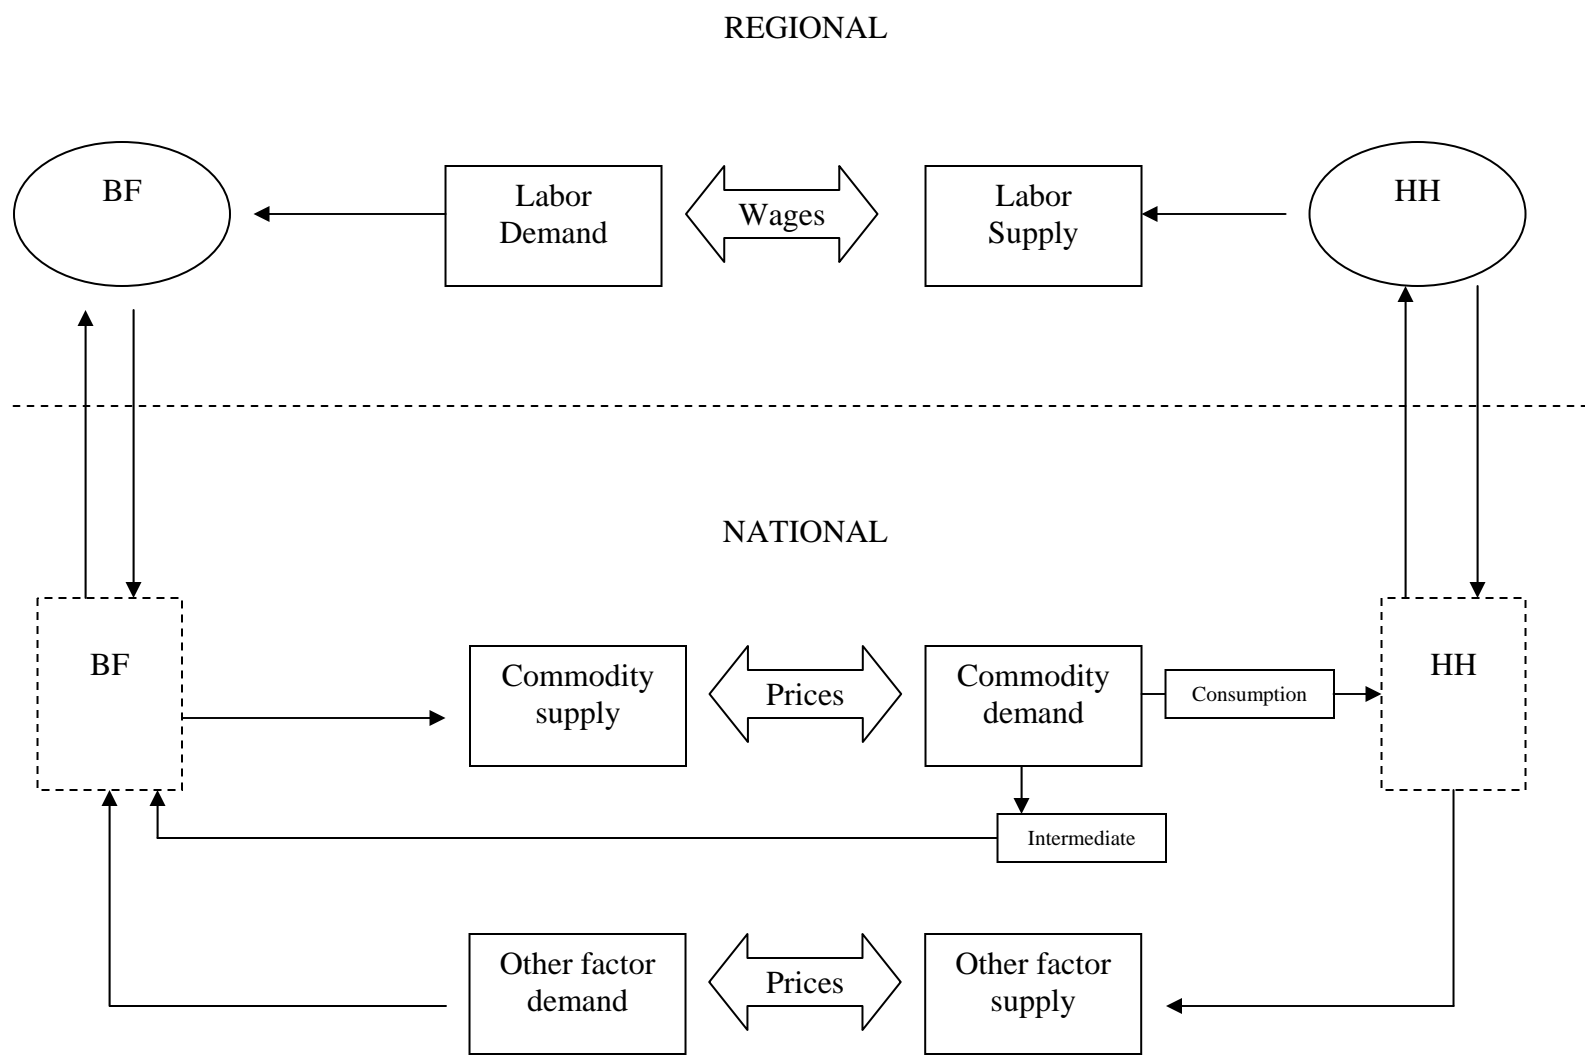 REGIONAL
BF
Labor
Demand
Wages
Labor
Supply
HH
NATIONAL
BF
Commodity
supply
Prices
Commodity
demand
Consumption
HH
Intermediate
Other factor
demand
Prices
Other factor
supply